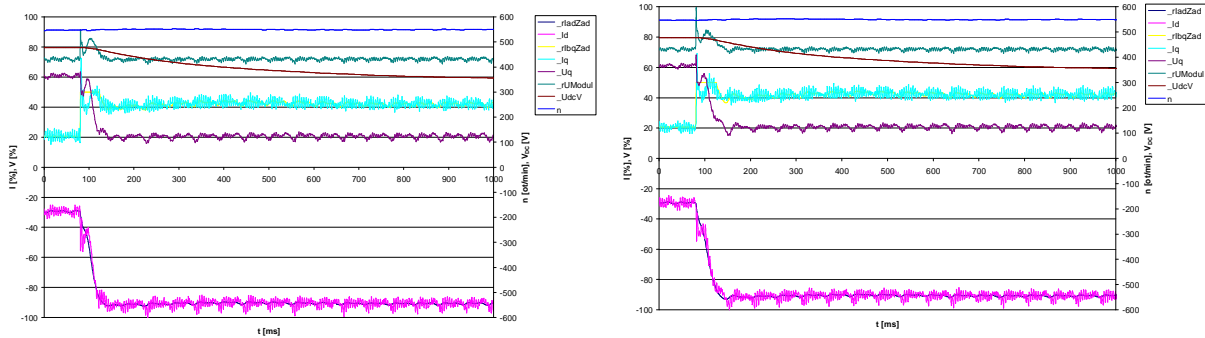 100
80
60
40
20
0
-20
-40
-60
-80
-100
I [%], V [%]
0 100 200 300 400 500 600 700 800 900 1000
t [ms]
600
500
400
300
200
100
0
-100
-200
-300
-400
-500
-600
n [ot/min], VDC [V]
_rIadZad
_Id
_rIbqZad
_Iq
_Uq
_rUModul
_UdcV
n
100
80
60
40
20
0
-20
-40
-60
-80
-100
I [%], V [%]
0 100 200 300 400 500 600 700 800 900 1000
t [ms]
600
500
400
300
200
100
0
-100
-200
-300
-400
-500
-600
n [ot/min], VDC [V]
_rIadZad
_Id
_rIbqZad
_Iq
_Uq
_rUModul
_UdcV
n